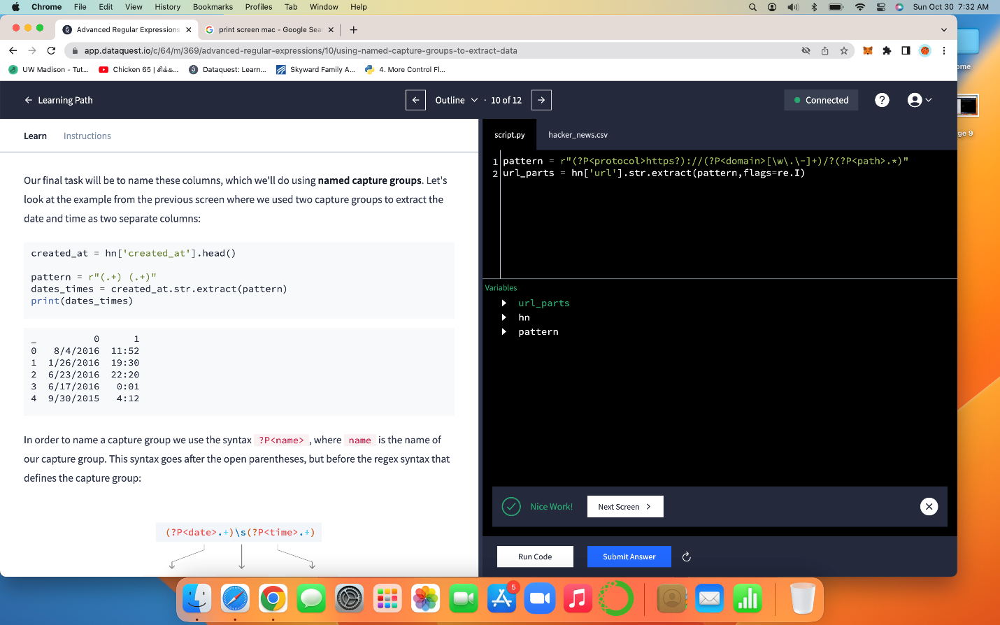 Chrome File Edit View History Bookmarks Profiles Tab Window Help Sun Oct 30 7:32 AM
Advanced Regular Expressions print screen mac - Google Sea
app.dataquest.io/c/64/m/369/advanced-regular-expressions/10/using-named-capture-groups-to-extract-data
UW Madison - Tut... Chicken 65 | சிக்க... Dataquest: Learn... Skyward Family A... 4. More Control Fl...
ome
Learning Path Outline · 10 of 12 Connected ?
ge 9
Learn Instructions script.py hacker_news.csv
1 pattern = r"(?P<protocol>https?)://(?P<domain>[\w\.\-]+)/?(?P<path>.*)"
2 url_parts = hn['url'].str.extract(pattern,flags=re.I)
Our final task will be to name these columns, which we'll do using named capture groups. Let's
look at the example from the previous screen where we used two capture groups to extract the
date and time as two separate columns:
created_at = hn['created_at'].head()
pattern = r"(.+) (.+)"
dates_times = created_at.str.extract(pattern)
print(dates_times)
_ 0 1
0 8/4/2016 11:52
1 1/26/2016 19:30
2 6/23/2016 22:20
3 6/17/2016 0:01
4 9/30/2015 4:12
In order to name a capture group we use the syntax ?P<name> , where name is the name of
our capture group. This syntax goes after the open parentheses, but before the regex syntax that
defines the capture group:
(?P<date>.+)\s(?P<time>.+)
Variables
url_parts
hn
pattern
Nice Work! Next Screen
Run Code Submit Answer
5